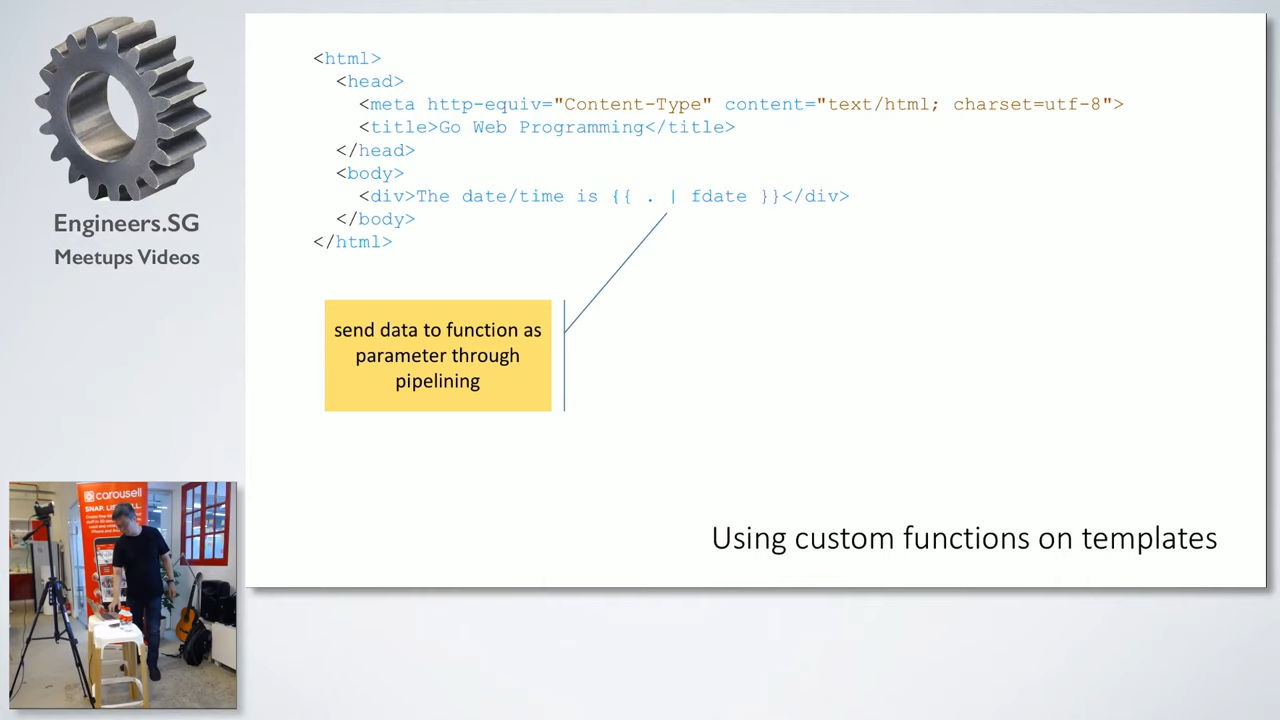 Engineers.SG
Meetups Videos
<html>
<head>
<meta http-equiv="Content-Type" content="text/html; charset=utf-8">
<title>Go Web Programming</title>
</head>
<body>
<div>The date/time is {{ . | fdate }}</div>
</body>
</html>
send data to function as
parameter through
pipelining
Using custom functions on templates
carousell